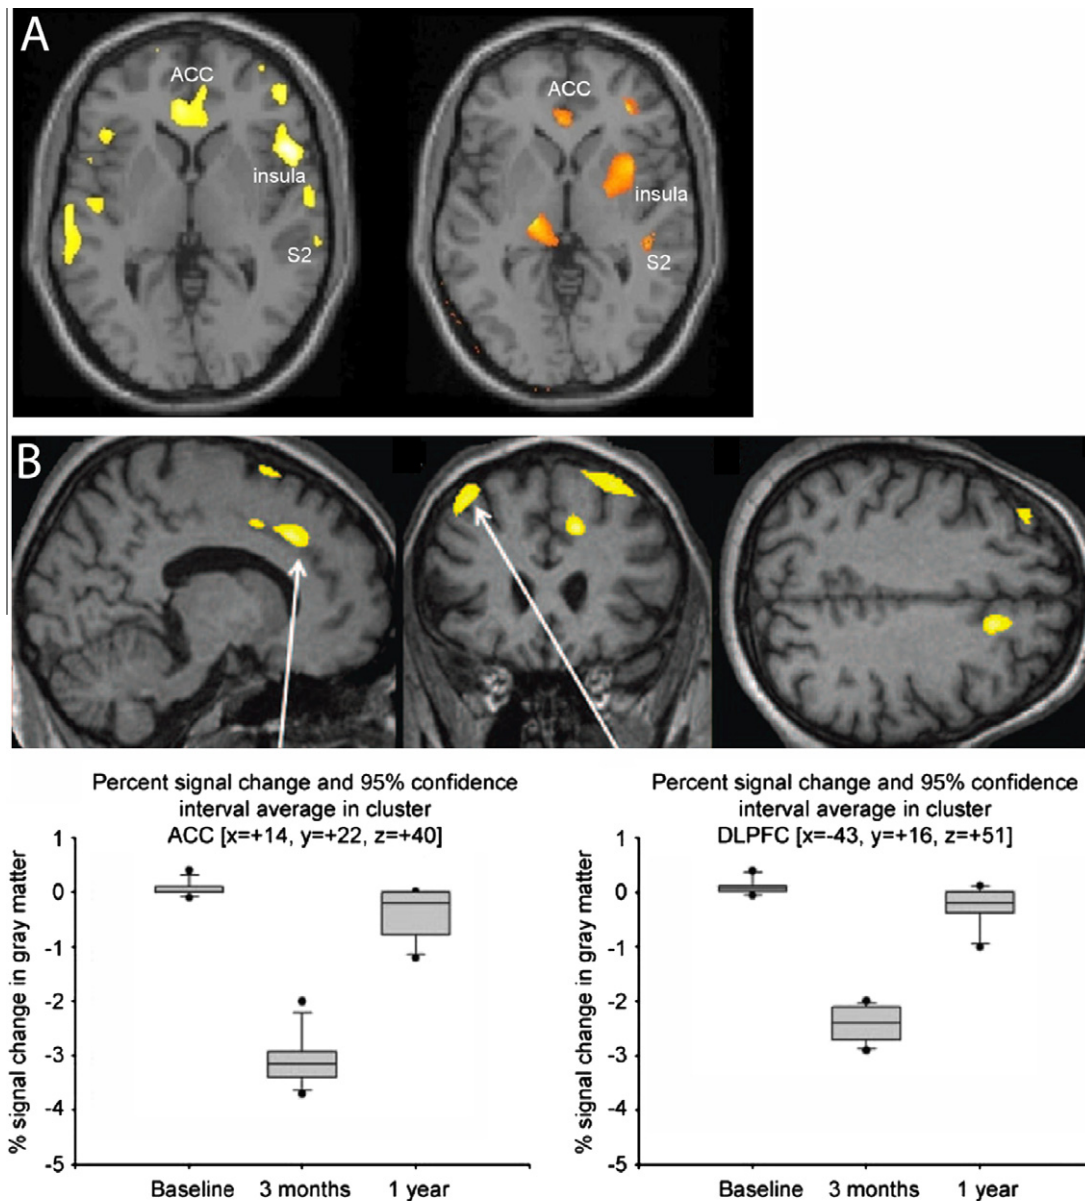 A
ACC
insula
S2
ACC
insula
S2
B
Percent signal change and 95% confidence
interval average in cluster
ACC [x=+14, y=+22, z=+40]
% signal change in gray matter
1
0
-1
-2
-3
-4
-5
Baseline 3 months 1 year
Percent signal change and 95% confidence
interval average in cluster
DLPFC [x=-43, y=+16, z=+51]
% signal change in gray matter
1
0
-1
-2
-3
-4
-5
Baseline 3 months 1 year